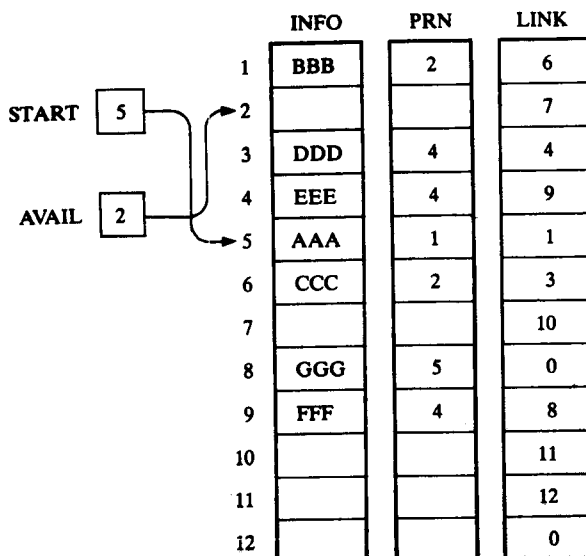 INFO PRN LINK
1 BBB 2 6
START 5 2 7
3 DDD 4 4
4 EEE 4 9
AVAIL 2 5 AAA 1 1
6 CCC 2 3
7 10
8 GGG 5 0
9 FFF 4 8
10 11
11 12
12 0